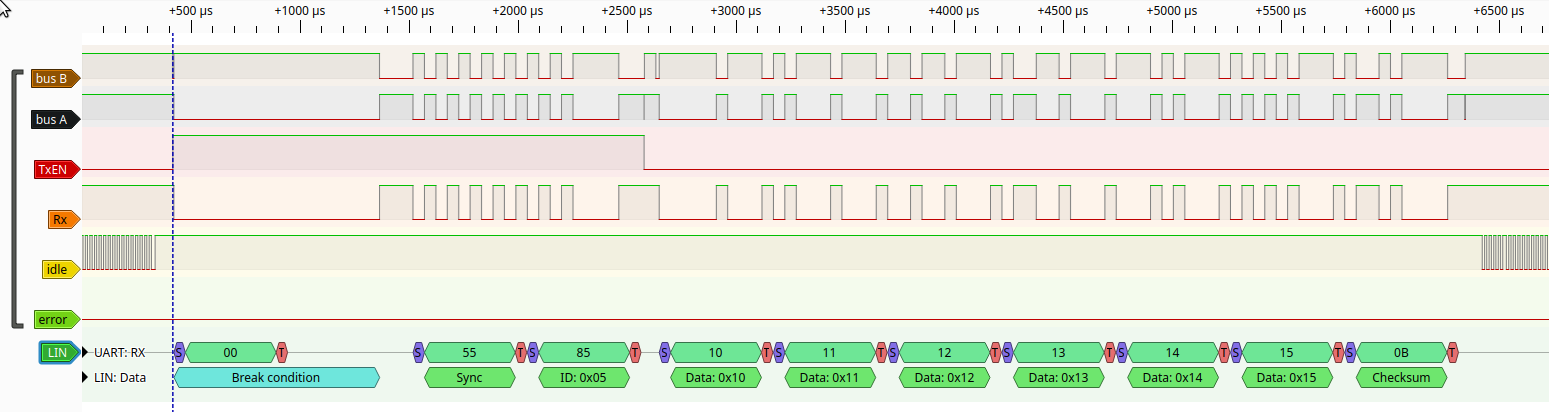 +500 µs +1000 µs +1500 µs +2000 µs +2500 µs +3000 µs +3500 µs +4000 µs +4500 µs +5000 µs +5500 µs +6000 µs +6500 µs
bus B
bus A
TxEN
Rx
idle
error
LIN UART: RX S 00 T S 55 T S 85 T S 10 T S 11 T S 12 T S 13 T S 14 T S 15 T S 0B T
LIN: Data Break condition Sync ID: 0x05 Data: 0x10 Data: 0x11 Data: 0x12 Data: 0x13 Data: 0x14 Data: 0x15 Checksum